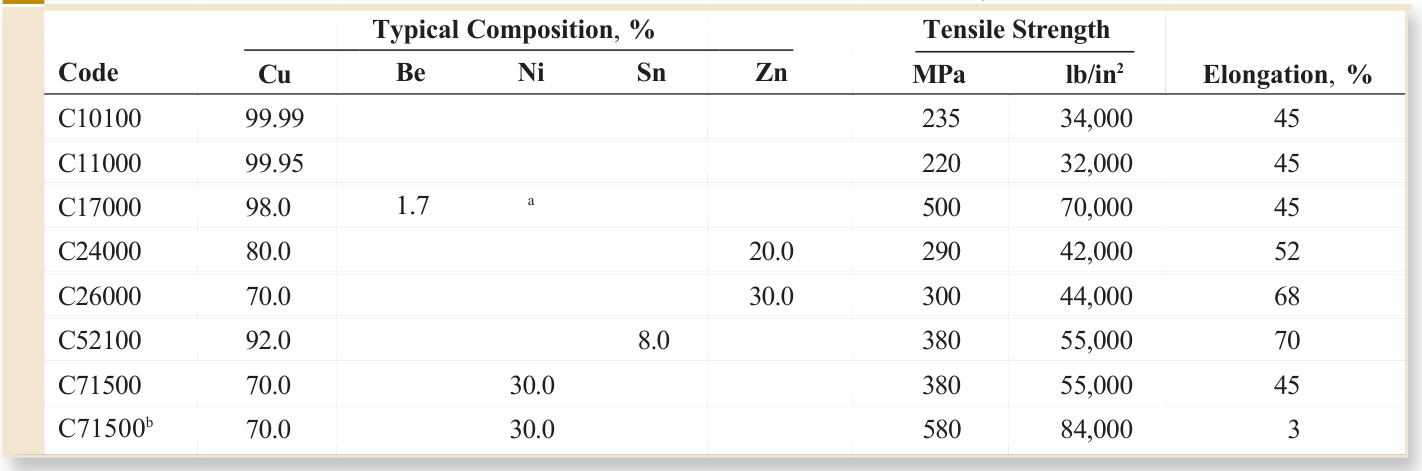 Typical Composition, % Tensile Strength
Code Cu Be Ni Sn Zn MPa lb/in² Elongation, %
C10100 99.99 235 34,000 45
C11000 99.95 220 32,000 45
C17000 98.0 1.7 a 500 70,000 45
C24000 80.0 20.0 290 42,000 52
C26000 70.0 30.0 300 44,000 68
C52100 92.0 8.0 380 55,000 70
C71500 70.0 30.0 380 55,000 45
C71500b 70.0 30.0 580 84,000 3